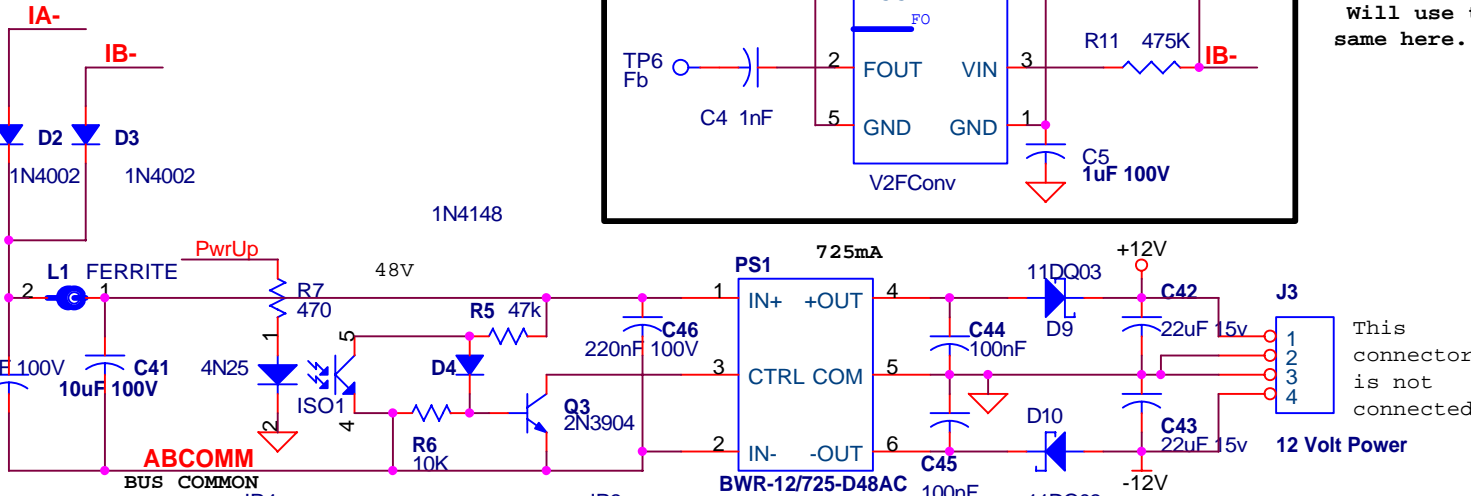 IA-
IB-
D2
D3
1N4002
1N4002
1N4148
FO
TP6
Fb
C4 1nF
2
FOUT
VIN
3
5
GND
GND
1
R11 475K
IB-
C5
1uF 100V
V2FConv
Will use
same here.
PwrUp
L1 FERRITE
2
1
48V
R7
470
1
2
4N25
ISO1
5
4
R5 47k
D4
R6
10K
Q3
2N3904
100V
C41
10uF 100V
C46
220nF 100V
ABCOMM
BUS COMMON
PS1
725mA
1
IN+
+OUT
4
3
CTRL
COM
5
2
IN-
-OUT
6
BWR-12/725-D48AC
C44
100nF
C45
100nF
11DQ03
D9
D10
+12V
-12V
C42
22uF 15v
C43
22uF 15v
J3
1
2
3
4
12 Volt Power
This
connector
is not
connected